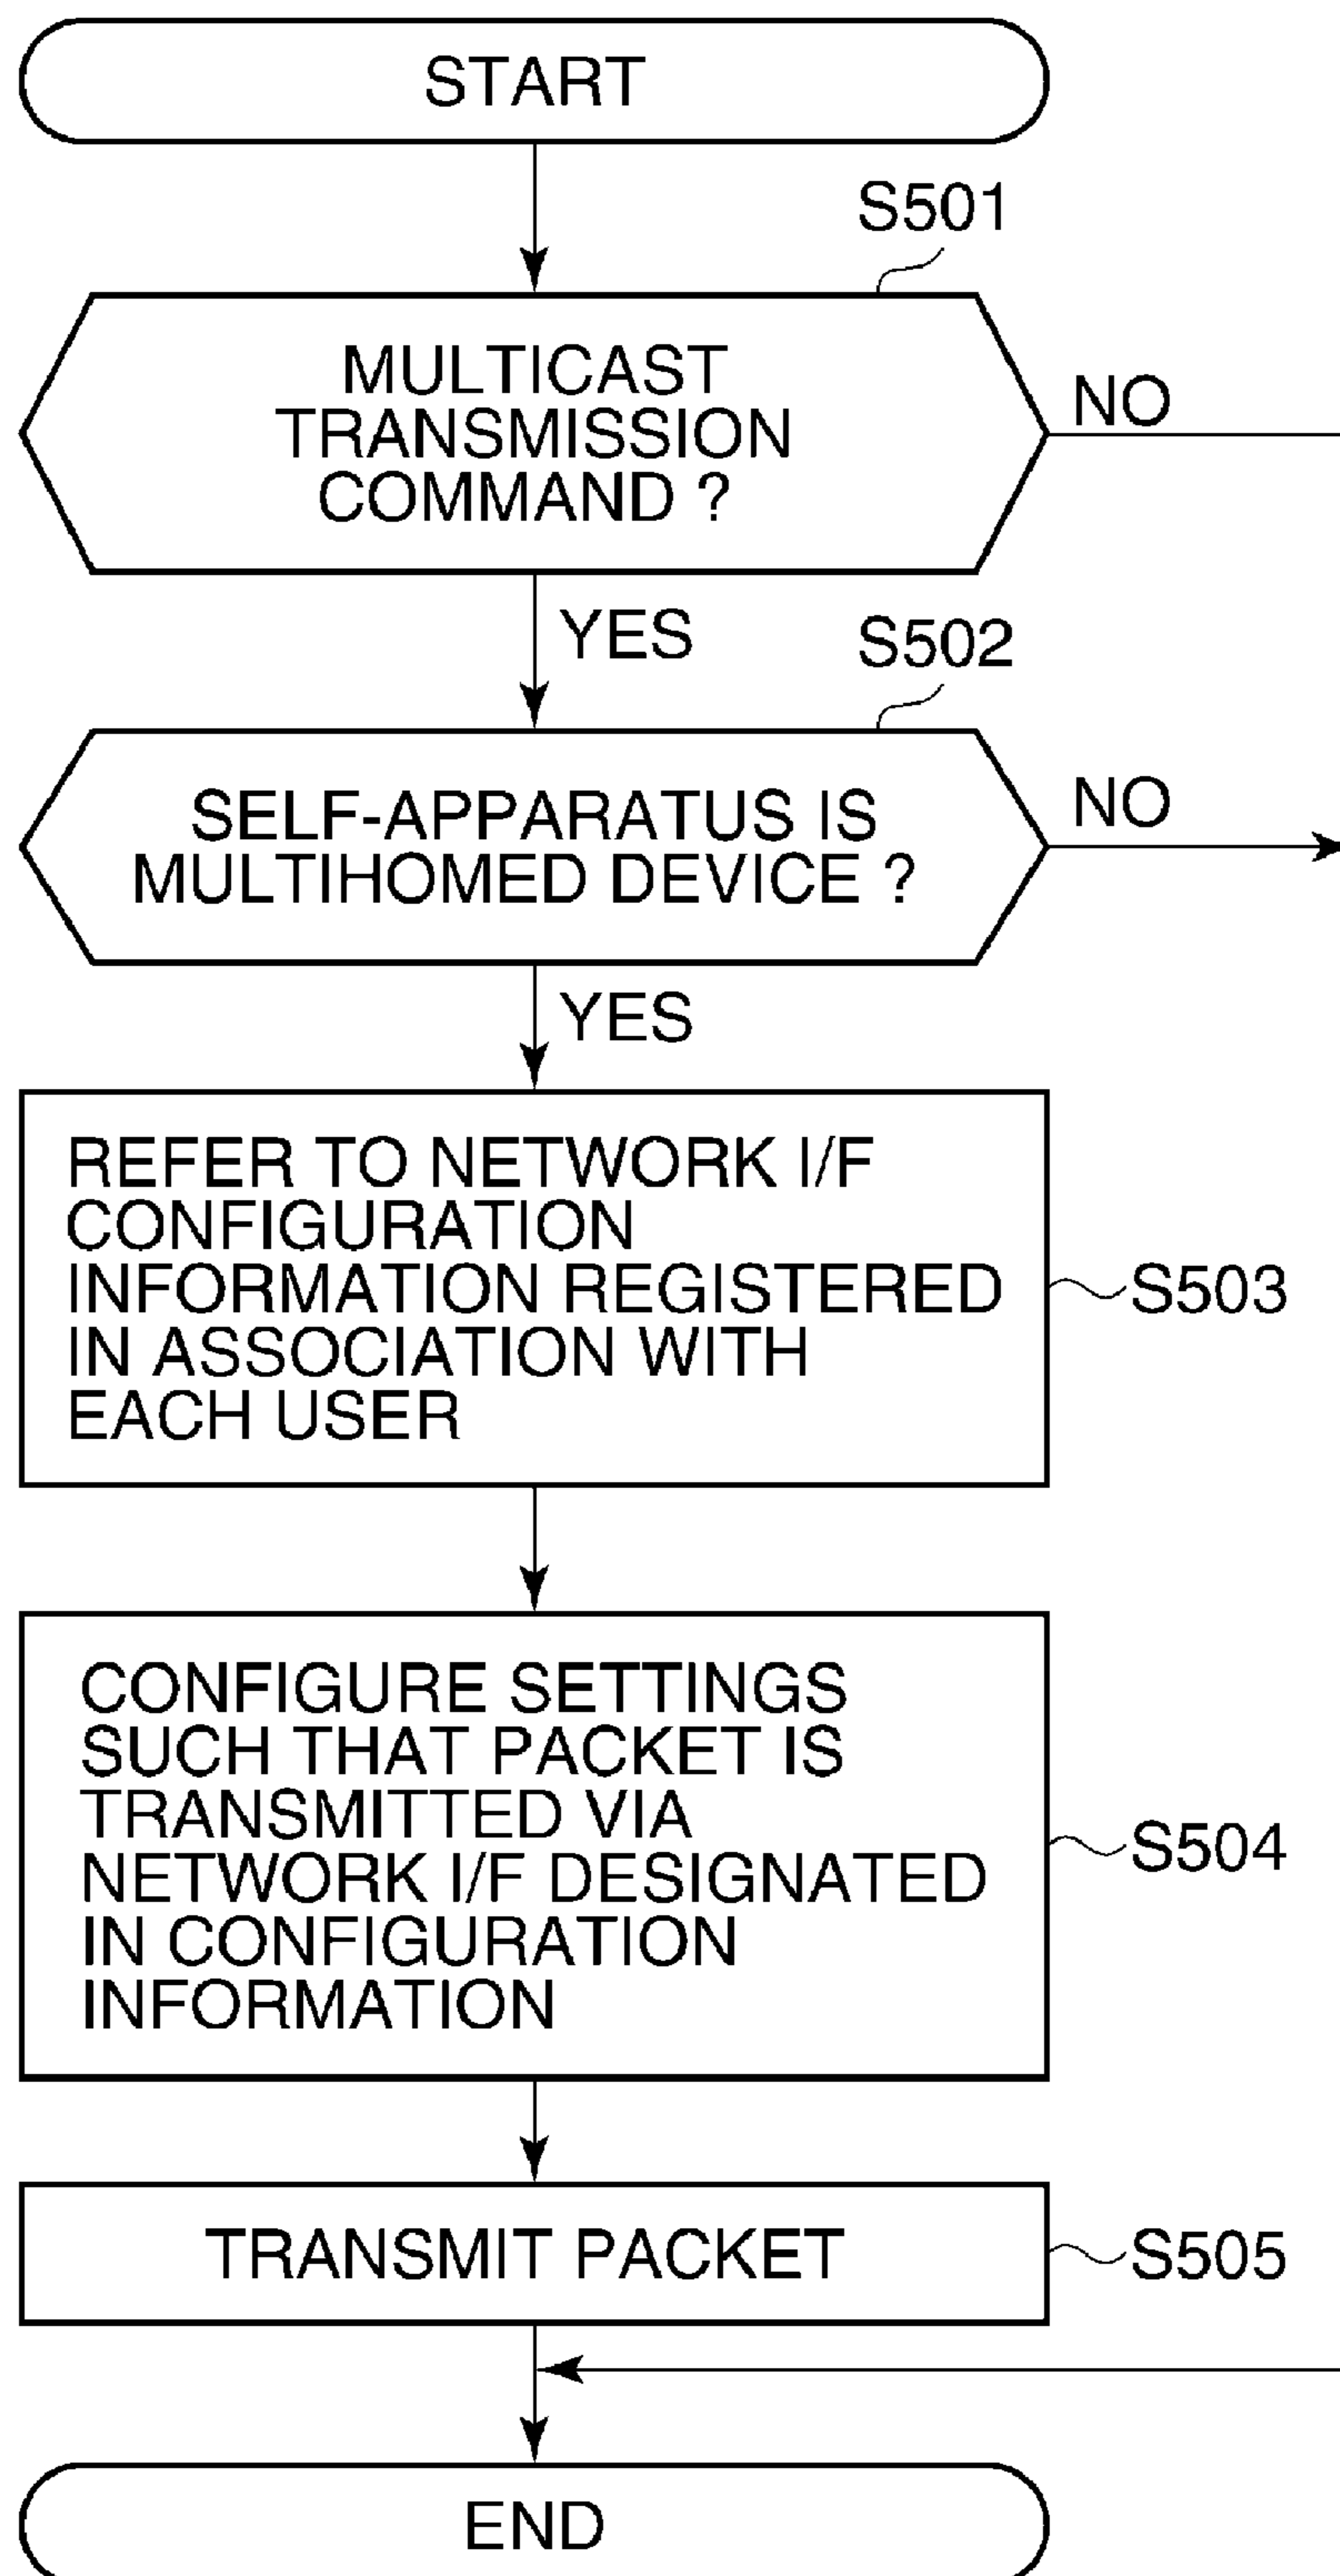 START
S501
MULTICAST
TRANSMISSION
COMMAND ?
NO
YES
S502
SELF-APPARATUS IS
MULTIHOMED DEVICE ?
NO
YES
REFER TO NETWORK I/F
CONFIGURATION
INFORMATION REGISTERED
IN ASSOCIATION WITH
EACH USER
S503
CONFIGURE SETTINGS
SUCH THAT PACKET IS
TRANSMITTED VIA
NETWORK I/F DESIGNATED
IN CONFIGURATION
INFORMATION
S504
TRANSMIT PACKET
S505
END